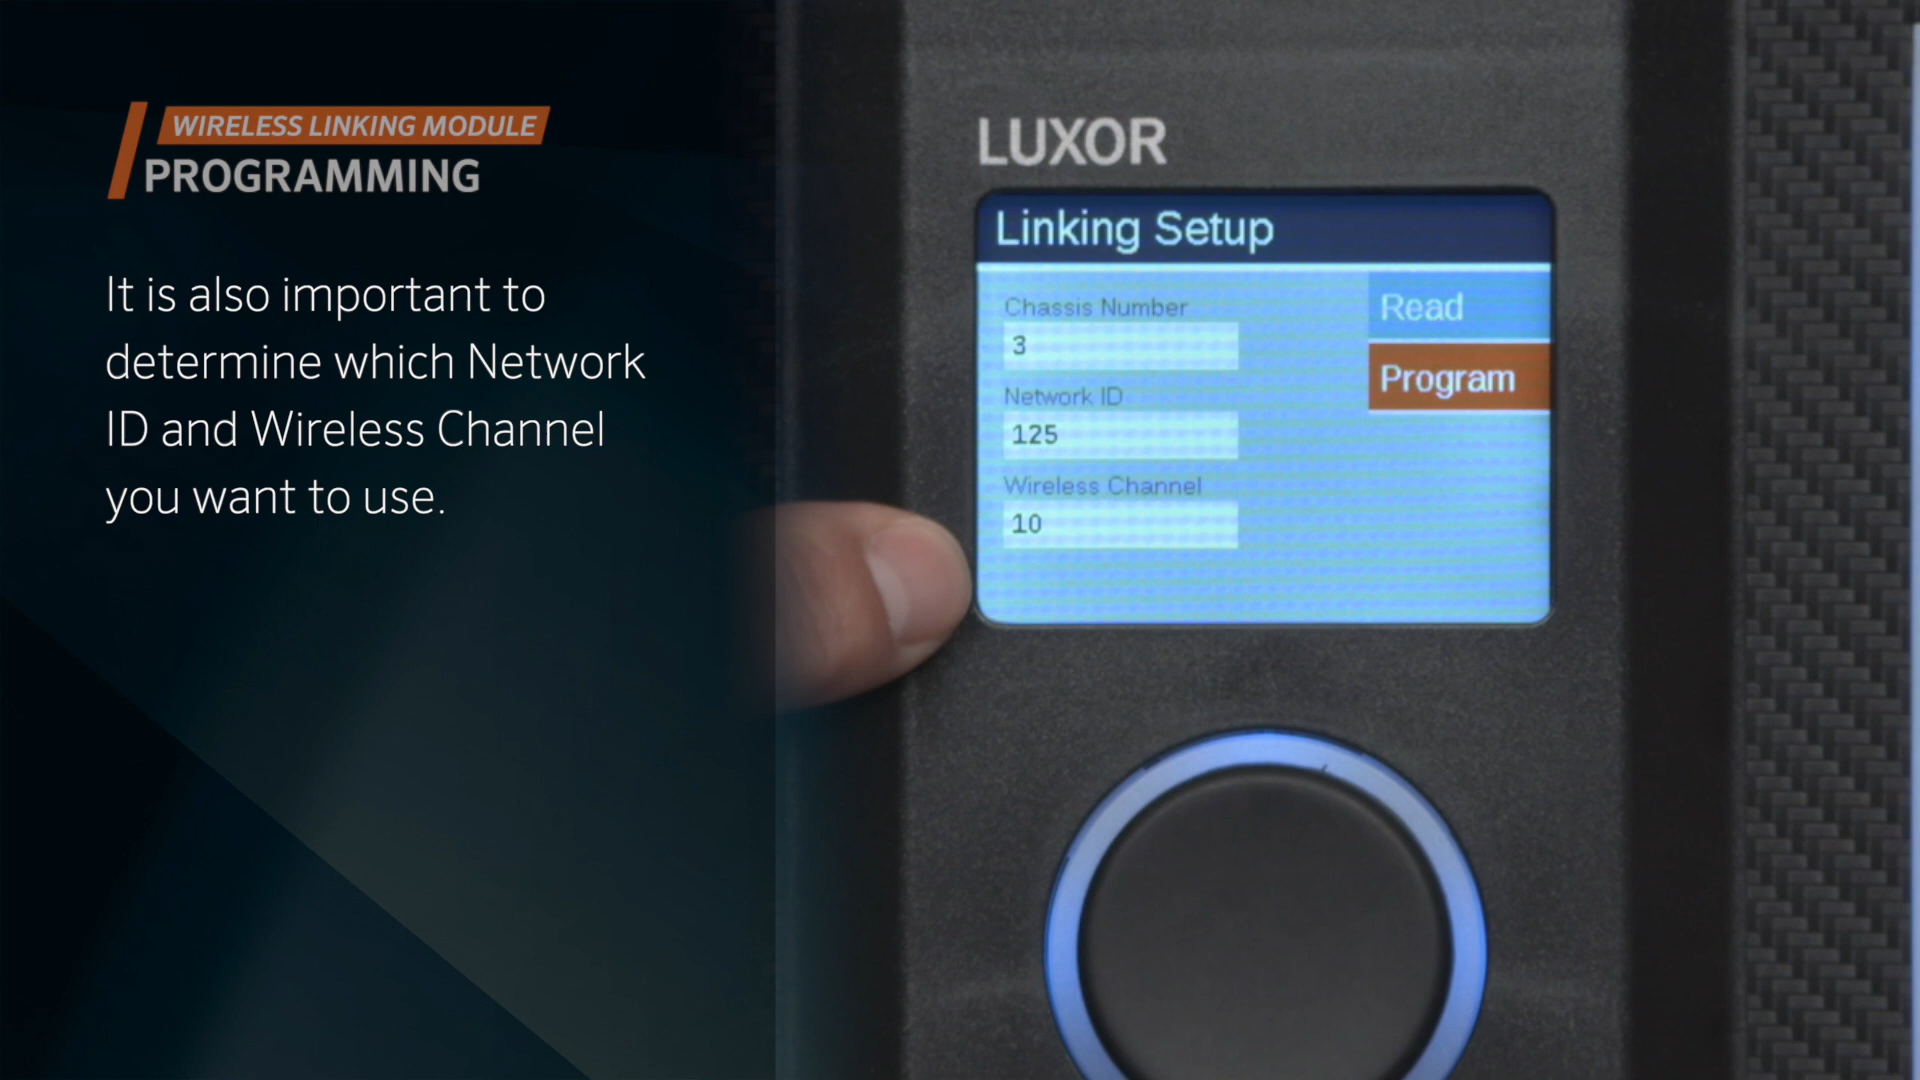 WIRELESS LINKING MODULE
PROGRAMMING
It is also important to
determine which Network
ID and Wireless Channel
you want to use.
LUXOR
Linking Setup
Chassis Number
3
Network ID
125
Wireless Channel
10
Read
Program